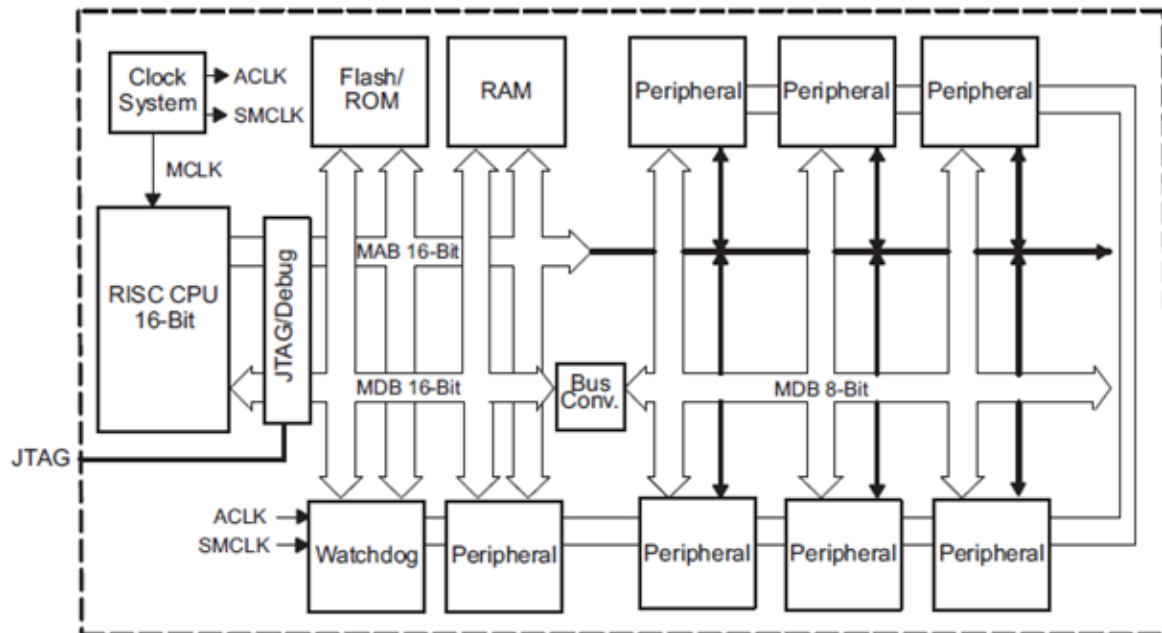 Clock
System
ACLK
SMCLK
MCLK
Flash/
ROM
RAM
Peripheral
Peripheral
Peripheral
RISC CPU
16-Bit
JTAG/Debug
MAB 16-Bit
MDB 16-Bit
Bus
Conv.
MDB 8-Bit
JTAG
ACLK
SMCLK
Watchdog
Peripheral
Peripheral
Peripheral
Peripheral